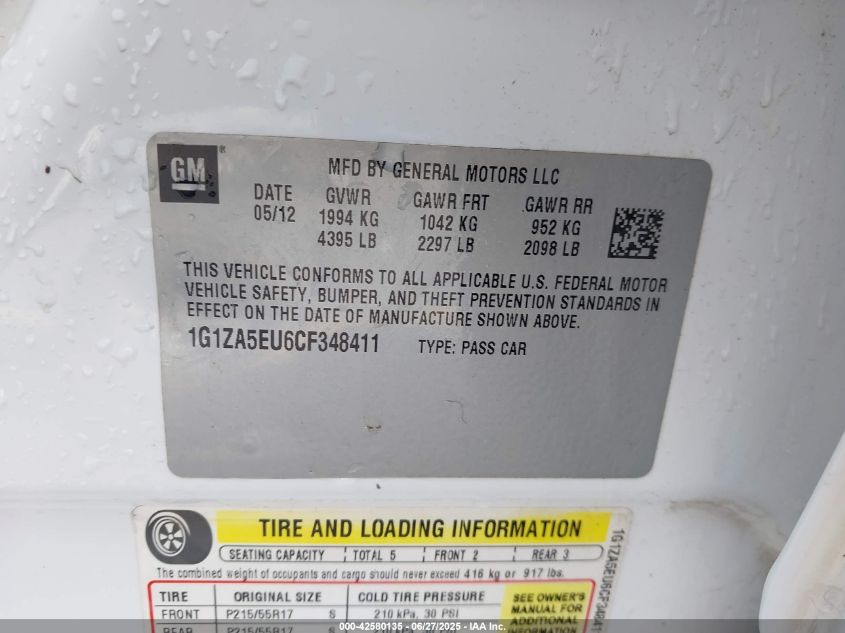 GM®
MFD BY GENERAL MOTORS LLC
DATE GVWR GAWR FRT GAWR RR
05/12 1994 KG 1042 KG 952 KG
4395 LB 2297 LB 2098 LB
THIS VEHICLE CONFORMS TO ALL APPLICABLE U.S. FEDERAL MOTOR
VEHICLE SAFETY, BUMPER, AND THEFT PREVENTION STANDARDS IN
EFFECT ON THE DATE OF MANUFACTURE SHOWN ABOVE.
1G1ZA5EU6CF348411 TYPE: PASS CAR
TIRE AND LOADING INFORMATION
SEATING CAPACITY TOTAL 5 FRONT 2 REAR 3
The combined weight of occupants and cargo should never exceed 416 kg or 917 lbs.
TIRE ORIGINAL SIZE COLD TIRE PRESSURE
FRONT P215/55R17 S 210 kPa, 30 PSI
REAR P215/55R17 S
SEE OWNER'S
MANUAL FOR
ADDITIONAL
INFORMATION
1G1ZA5EU6CF348411
000-42580135 - 06/27/2025 - IAA Inc.